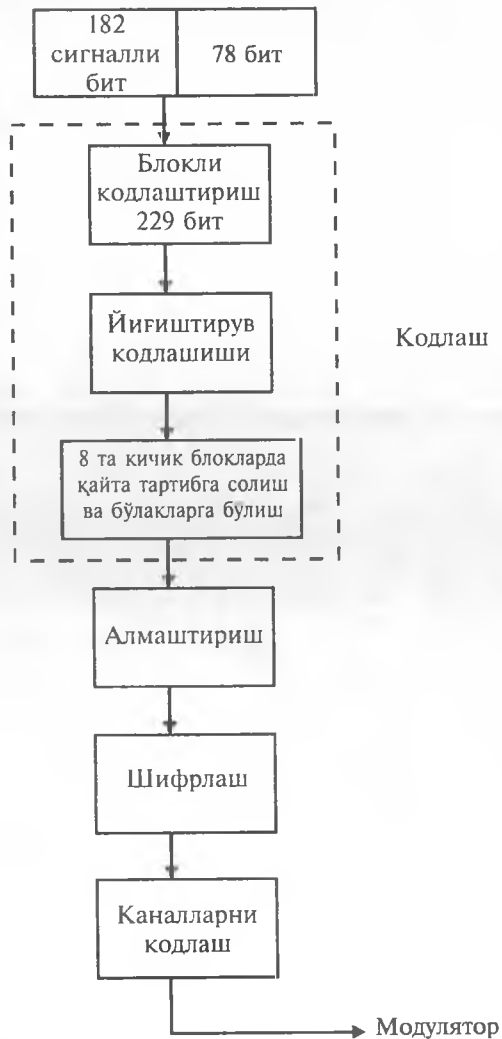 182
сигналли
бит
78 бит
Блокли
кодлаштириш
229 бит
Йиғиштирув
кодлашиши
Кодлаш
8 та кичик блокларда
қайта тартибга солиш
ва бўлакларга булиш
Алмаштириш
Шифрлаш
Каналларни
кодлаш
Модулятор